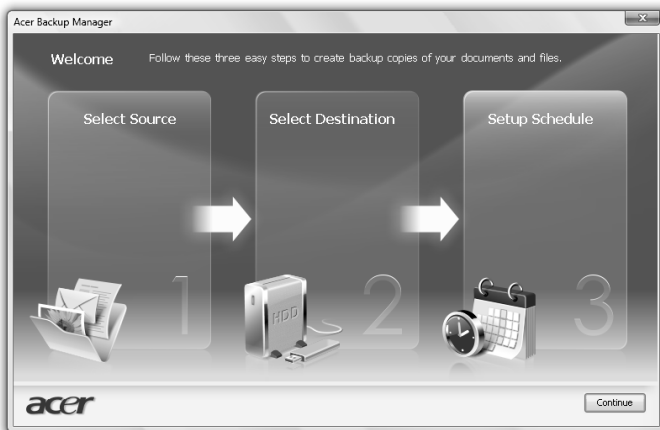 Acer Backup Manager
Welcome
Follow these three easy steps to create backup copies of your documents and files.
Select Source
Select Destination
Setup Schedule
1
2
3
HDD
acer
Continue